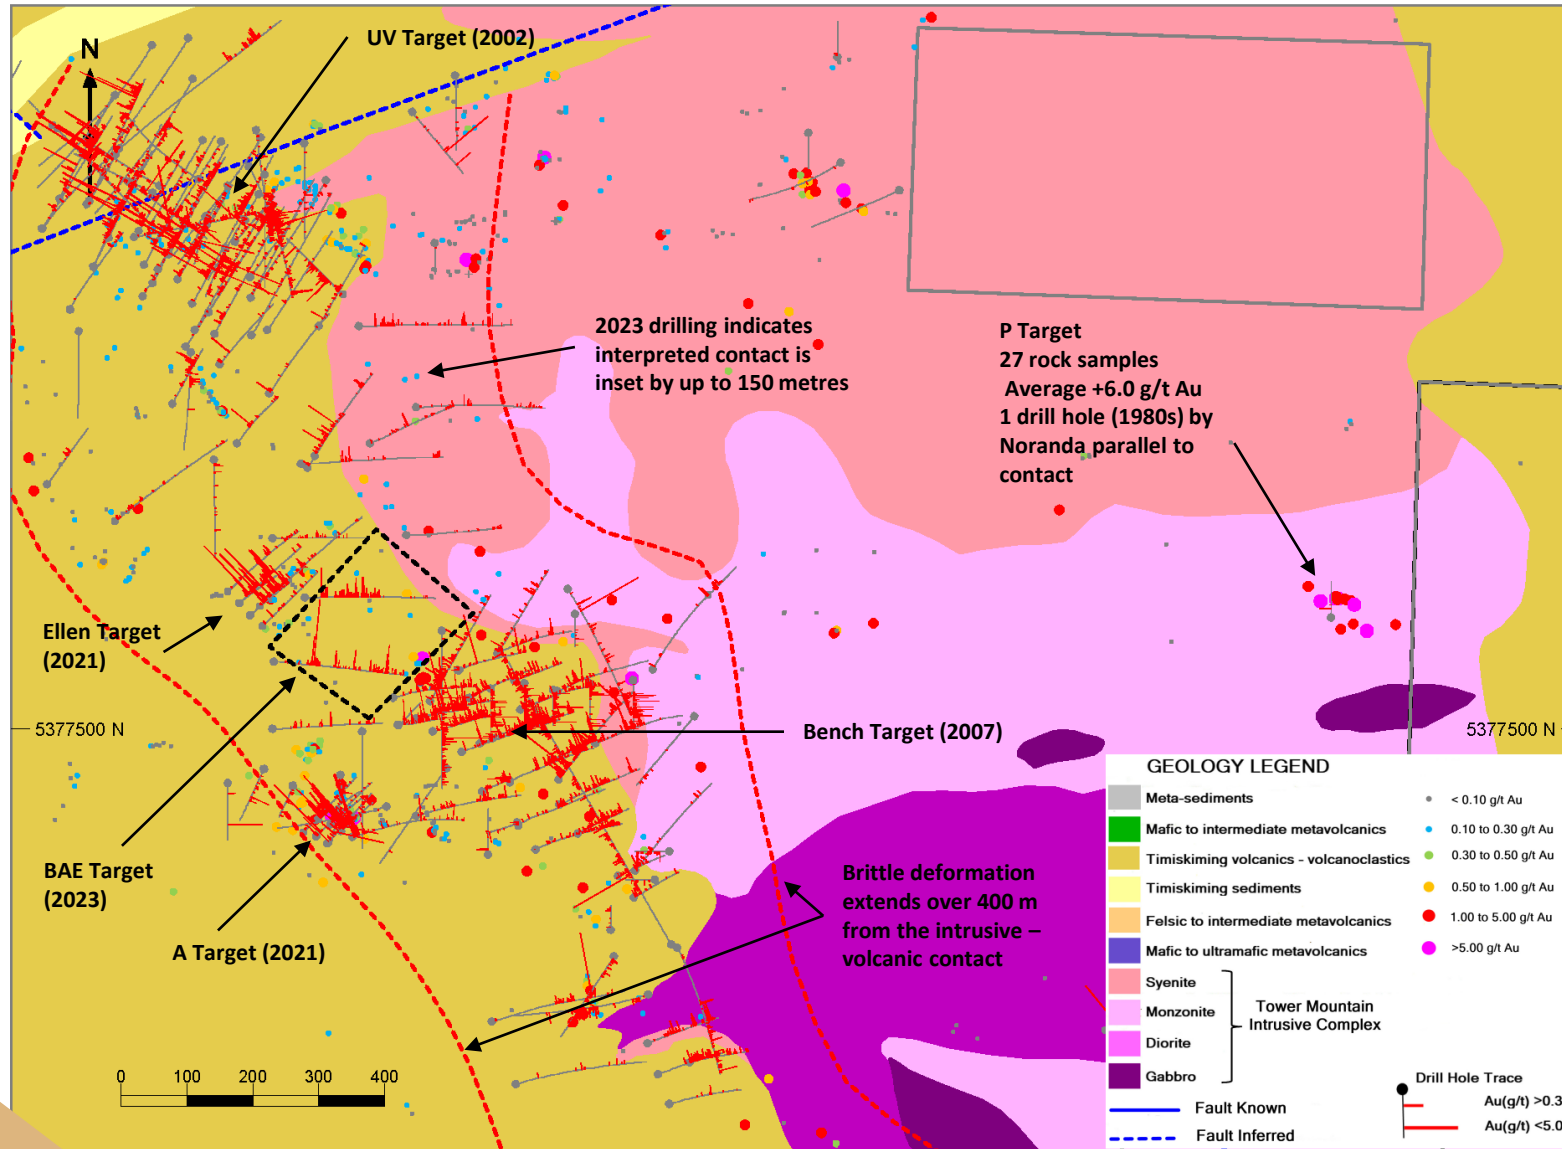 UV Target (2002)
N
2023 drilling indicates
interpreted contact is
inset by up to 150 metres
P Target
27 rock samples
Average +6.0 g/t Au
1 drill hole (1980s) by
Noranda parallel to
contact
Ellen Target
(2021)
5377500 N
Bench Target (2007)
5377500 N
BAE Target
(2023)
A Target (2021)
Brittle deformation
extends over 400 m
from the intrusive –
volcanic contact
0 100 200 300 400
GEOLOGY LEGEND
Meta-sediments
Mafic to intermediate metavolcanics
Timiskiming volcanics - volcanoclastics
Timiskiming sediments
Felsic to intermediate metavolcanics
Mafic to ultramafic metavolcanics
Syenite
Monzonite
Diorite
Gabbro
Tower Mountain
Intrusive Complex
Fault Known
Fault Inferred
< 0.10 g/t Au
0.10 to 0.30 g/t Au
0.30 to 0.50 g/t Au
0.50 to 1.00 g/t Au
1.00 to 5.00 g/t Au
>5.00 g/t Au
Drill Hole Trace
Au(g/t) >0.3
Au(g/t) <5.0